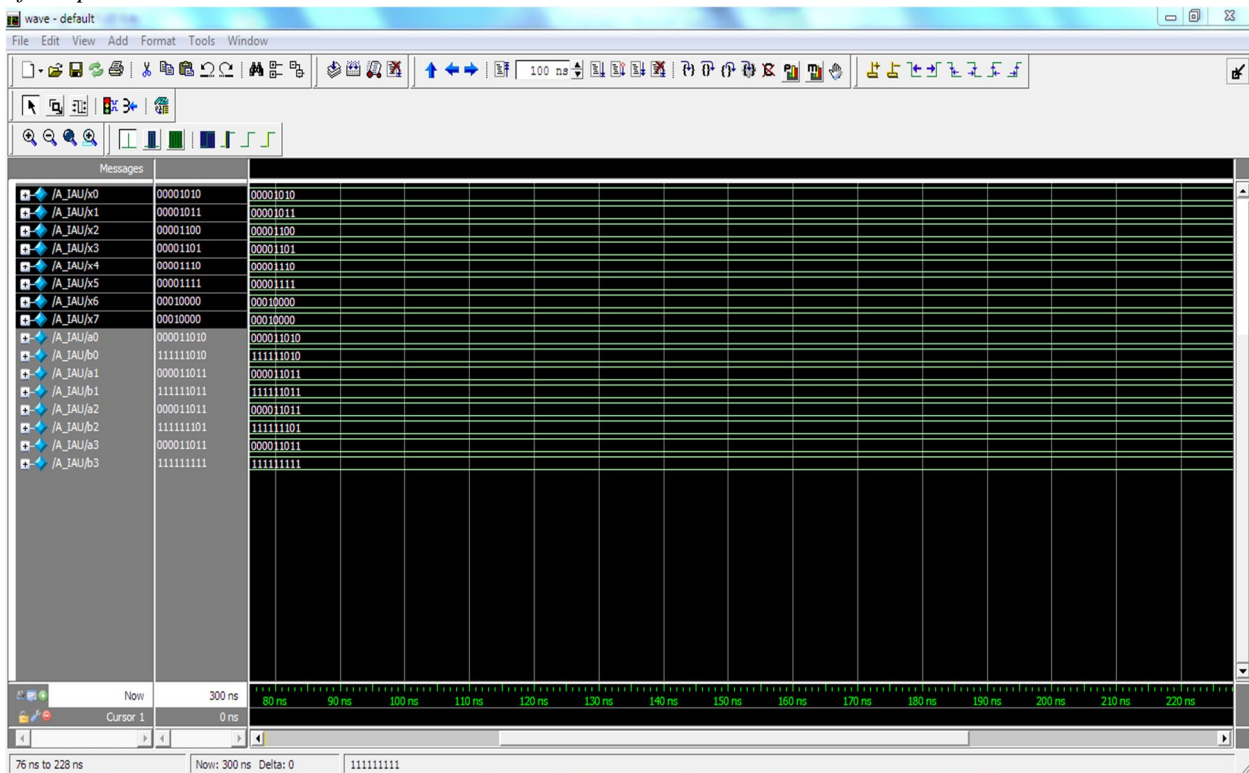 wave - default
File Edit View Add Format Tools Window
100 ns
Messages
/A_IAU/x0 00001010 00001010
/A_IAU/x1 00001011 00001011
/A_IAU/x2 00001100 00001100
/A_IAU/x3 00001101 00001101
/A_IAU/x4 00001110 00001110
/A_IAU/x5 00001111 00001111
/A_IAU/x6 00010000 00010000
/A_IAU/x7 00010000 00010000
/A_IAU/a0 000011010 000011010
/A_IAU/b0 111111010 111111010
/A_IAU/a1 000011011 000011011
/A_IAU/b1 111111011 111111011
/A_IAU/a2 000011011 000011011
/A_IAU/b2 111111101 111111101
/A_IAU/a3 000011011 000011011
/A_IAU/b3 111111111 111111111
Now 300 ns 80 ns 90 ns 100 ns 110 ns 120 ns 130 ns 140 ns 150 ns 160 ns 170 ns 180 ns 190 ns 200 ns 210 ns 220 ns
Cursor 1 0 ns
76 ns to 228 ns Now: 300 ns Delta: 0 111111111